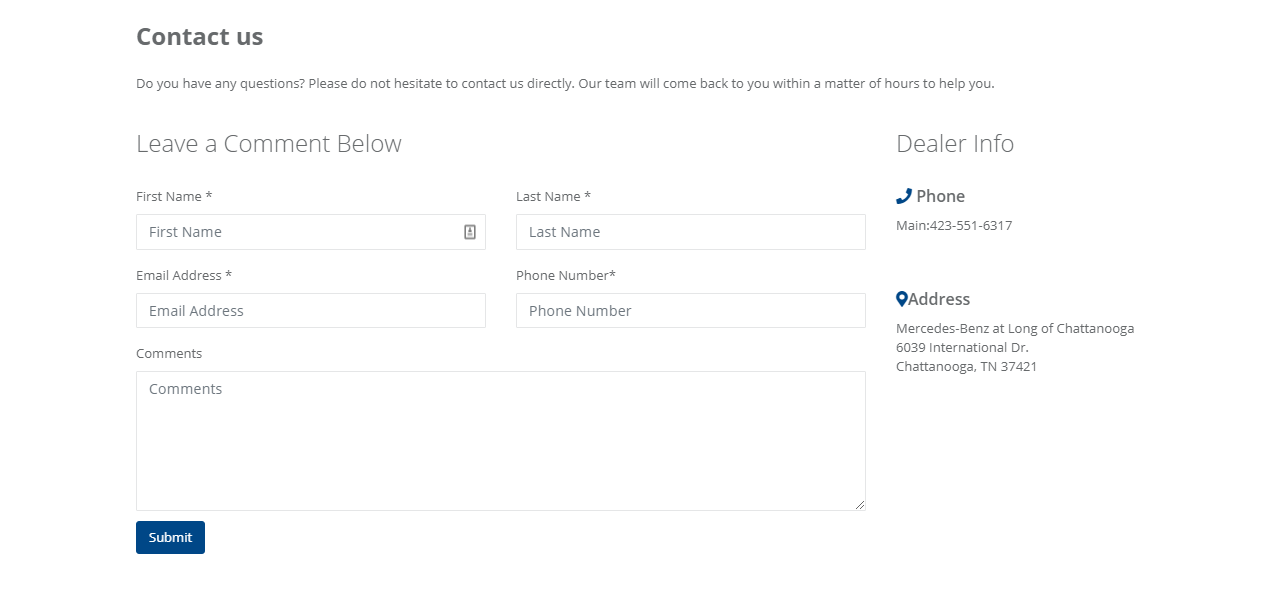 Contact us
Do you have any questions? Please do not hesitate to contact us directly. Our team will come back to you within a matter of hours to help you.
Leave a Comment Below
First Name *
Last Name *
First Name
Last Name
Email Address *
Phone Number*
Email Address
Phone Number
Comments
Comments
Submit
Dealer Info
Phone
Main:423-551-6317
Address
Mercedes-Benz at Long of Chattanooga
6039 International Dr.
Chattanooga, TN 37421